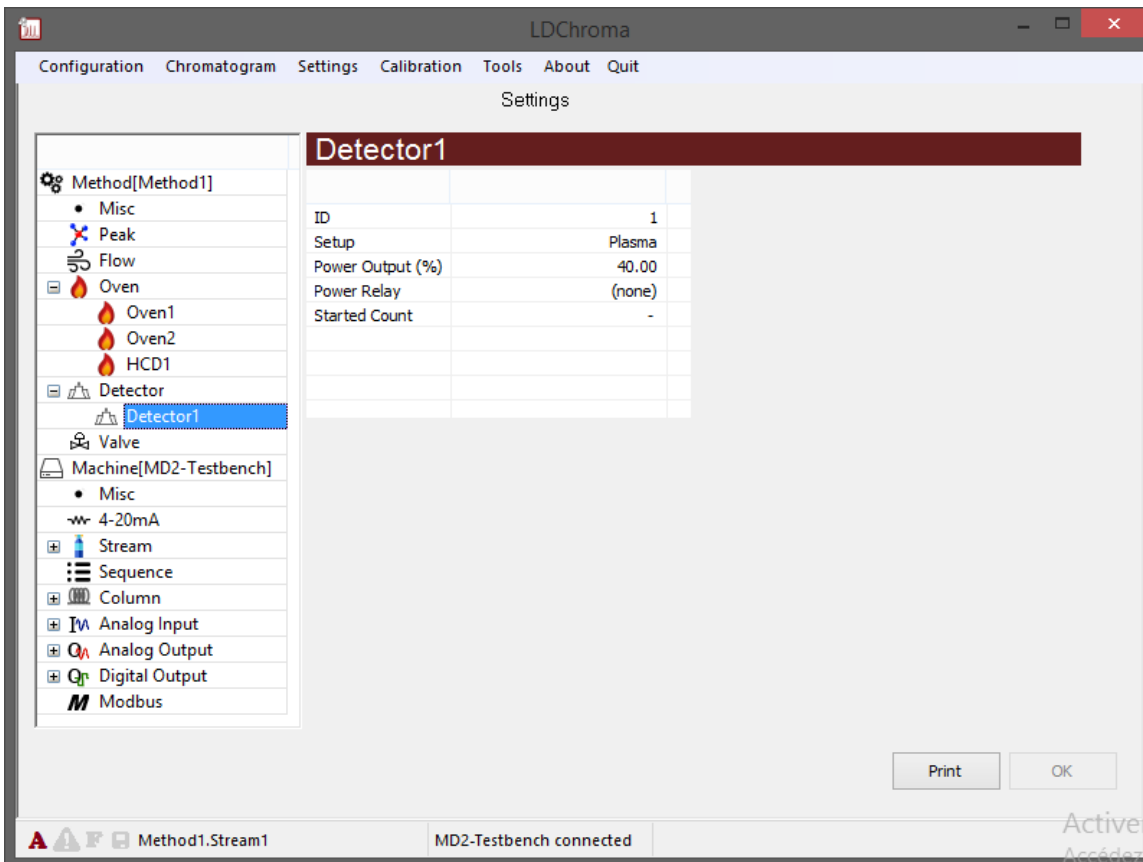 LDChroma
Configuration Chromatogram Settings Calibration Tools About Quit
Settings
Detector1
Method[Method1]
Misc
Peak
Flow
Oven
Oven1
Oven2
HCD1
Detector
Detector1
Valve
Machine[MD2-Testbench]
Misc
4-20mA
Stream
Sequence
Column
Analog Input
Analog Output
Digital Output
Modbus
ID 1
Setup Plasma
Power Output (%) 40.00
Power Relay (none)
Started Count -
Print OK
Active
Accédez
A F Method1.Stream1 MD2-Testbench connected